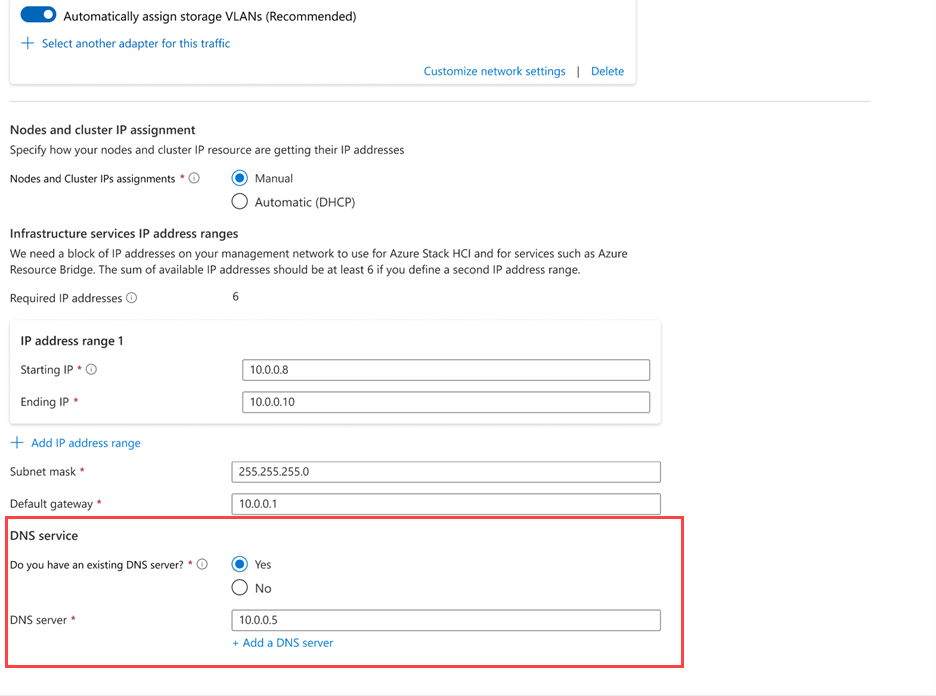 Automatically assign storage VLANs (Recommended)
+ Select another adapter for this traffic
Customize network settings | Delete
Nodes and cluster IP assignment
Specify how your nodes and cluster IP resource are getting their IP addresses
Nodes and Cluster IPs assignments * Manual
Automatic (DHCP)
Infrastructure services IP address ranges
We need a block of IP addresses on your management network to use for Azure Stack HCI and for services such as Azure
Resource Bridge. The sum of available IP addresses should be at least 6 if you define a second IP address range.
Required IP addresses 6
IP address range 1
Starting IP * 10.0.0.8
Ending IP * 10.0.0.10
+ Add IP address range
Subnet mask * 255.255.255.0
Default gateway * 10.0.0.1
DNS service
Do you have an existing DNS server? * Yes
No
DNS server * 10.0.0.5
+ Add a DNS server